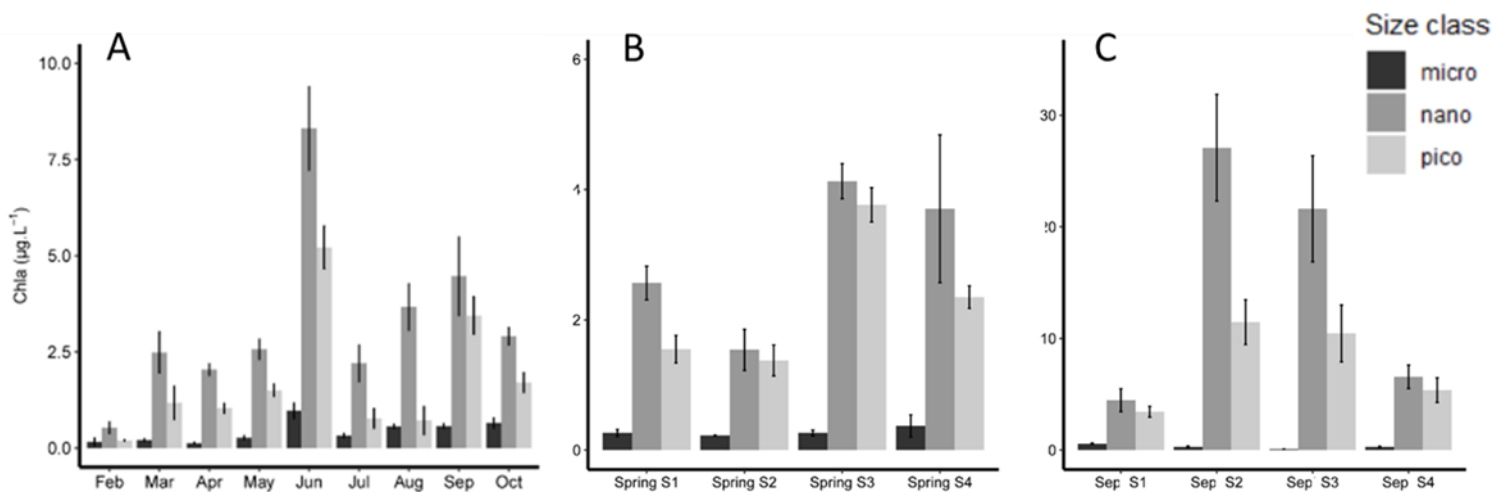 A
B
C
Size class
micro
nano
pico
Chla (µg.L⁻¹)
10.0
7.5
5.0
2.5
0.0
Feb Mar Apr May Jun Jul Aug Sep Oct
6
4
2
0
Spring S1 Spring S2 Spring S3 Spring S4
30
20
10
0
Sep S1 Sep S2 Sep S3 Sep S4